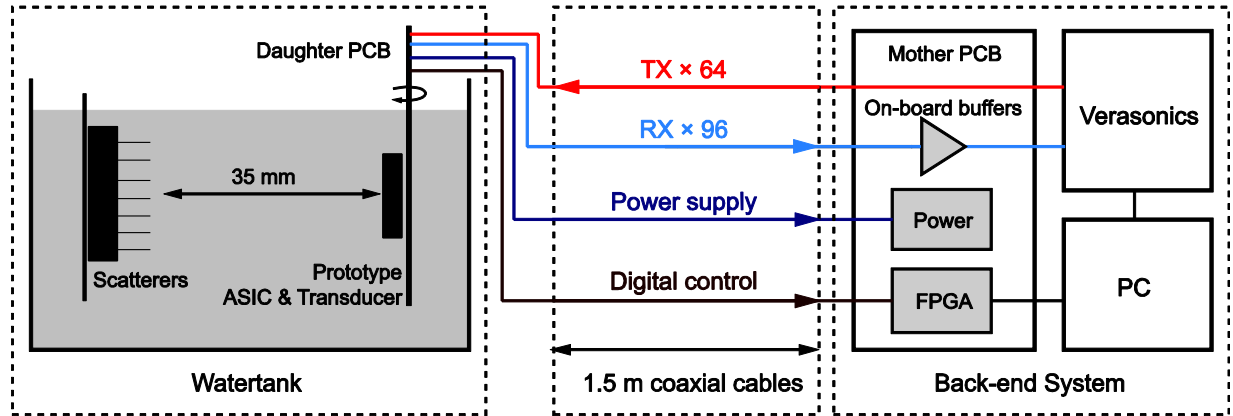 Daughter PCB
35 mm
Scatterers
Prototype
ASIC & Transducer
Watertank
TX × 64
RX × 96
Power supply
Digital control
1.5 m coaxial cables
Mother PCB
On-board buffers
Power
FPGA
Verasonics
PC
Back-end System